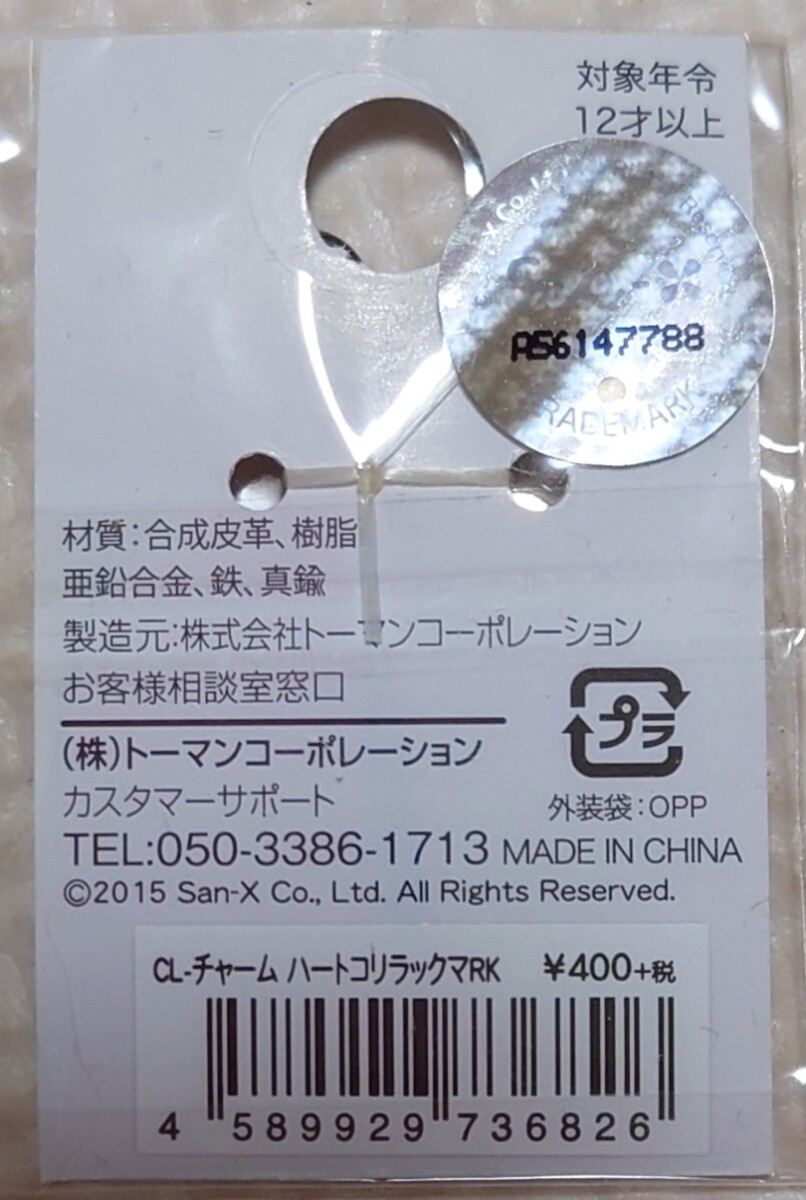 対象年令
12才以上
A56147788
RADEMARK
材質:合成皮革、樹脂
亜鉛合金、鉄、真鍮
製造元:株式会社トーマンコーポレーション
お客様相談室窓口
(株)トーマンコーポレーション
カスタマーサポート
プラ
外装袋:OPP
TEL:050-3386-1713 MADE IN CHINA
©2015 San-X Co., Ltd. All Rights Reserved.
CL-チャーム ハートコリラックマRK ¥400+税
4 589929 736826